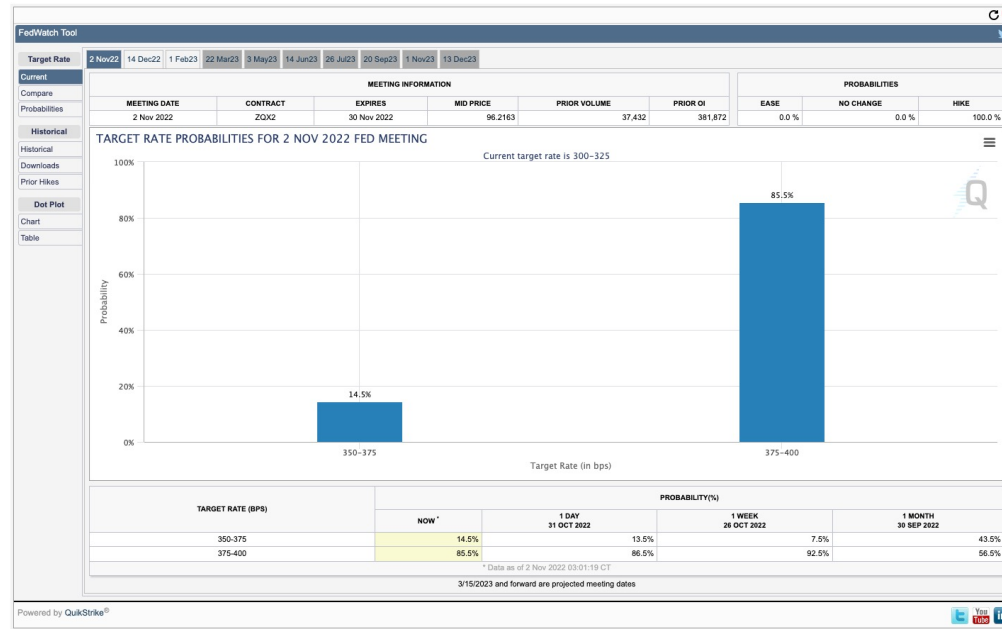 FedWatch Tool
Target Rate
Current
Compare
Probabilities
Historical
Historical
Downloads
Prior Hikes
Dot Plot
Chart
Table
2 Nov22 14 Dec22 1 Feb23 22 Mar23 3 May23 14 Jun23 26 Jul23 20 Sep23 1 Nov23 13 Dec23
MEETING INFORMATION
MEETING DATE CONTRACT EXPIRES MID PRICE PRIOR VOLUME PRIOR OI
2 Nov 2022 ZQX2 30 Nov 2022 96.2163 37,432 381,872
PROBABILITIES
EASE NO CHANGE HIKE
0.0 % 0.0 % 100.0 %
TARGET RATE PROBABILITIES FOR 2 NOV 2022 FED MEETING
Current target rate is 300-325
Q
Probability
100%
80%
60%
40%
20%
0%
14.5%
85.5%
350-375 375-400
Target Rate (in bps)
TARGET RATE (BPS) PROBABILITY(%)
NOW * 1 DAY 31 OCT 2022 1 WEEK 26 OCT 2022 1 MONTH 30 SEP 2022
350-375 14.5% 13.5% 7.5% 43.5%
375-400 85.5% 86.5% 92.5% 56.5%
* Data as of 2 Nov 2022 03:01:19 CT
3/15/2023 and forward are projected meeting dates
Powered by QuikStrike®
You Tube
in